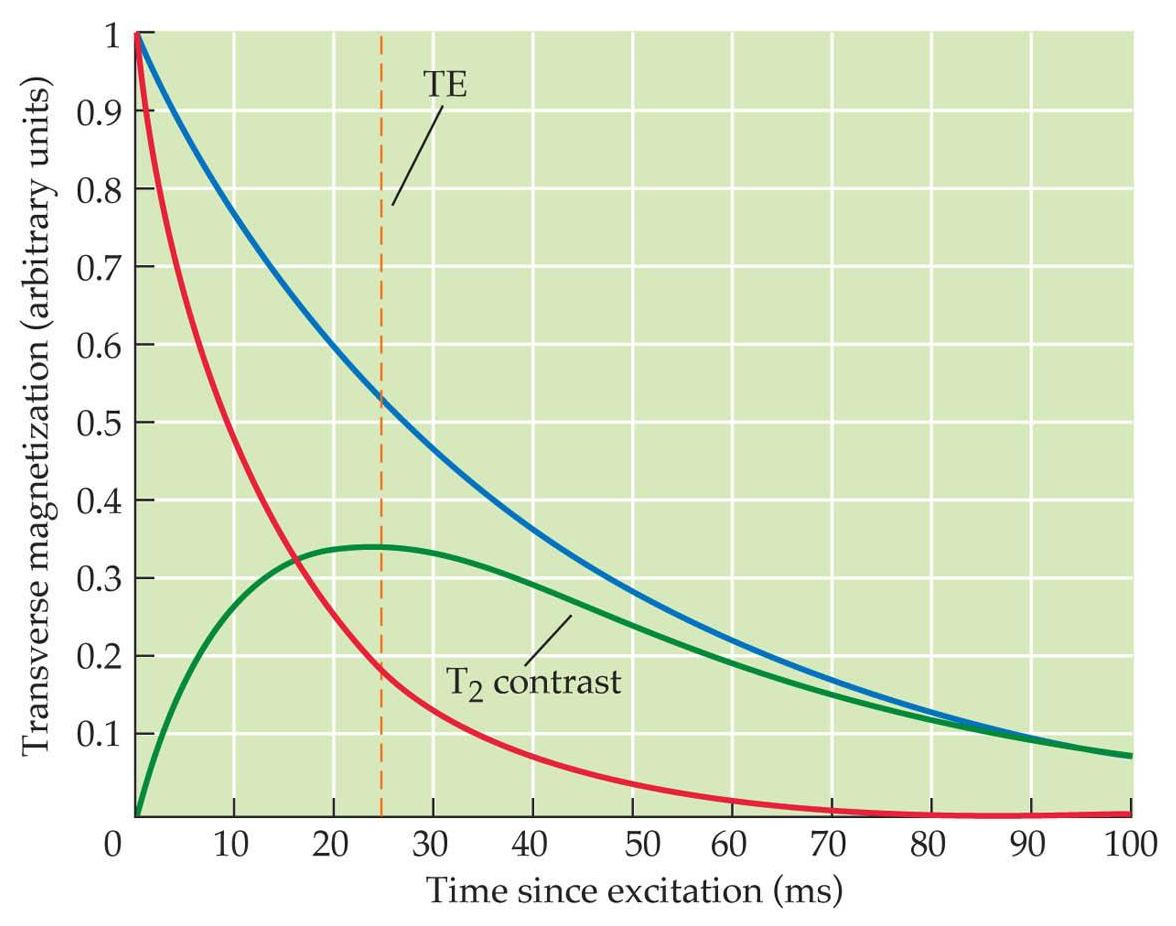 Transverse magnetization (arbitrary units)
1
0.9
0.8
0.7
0.6
0.5
0.4
0.3
0.2
0.1
TE
T₂ contrast
0 10 20 30 40 50 60 70 80 90 100
Time since excitation (ms)